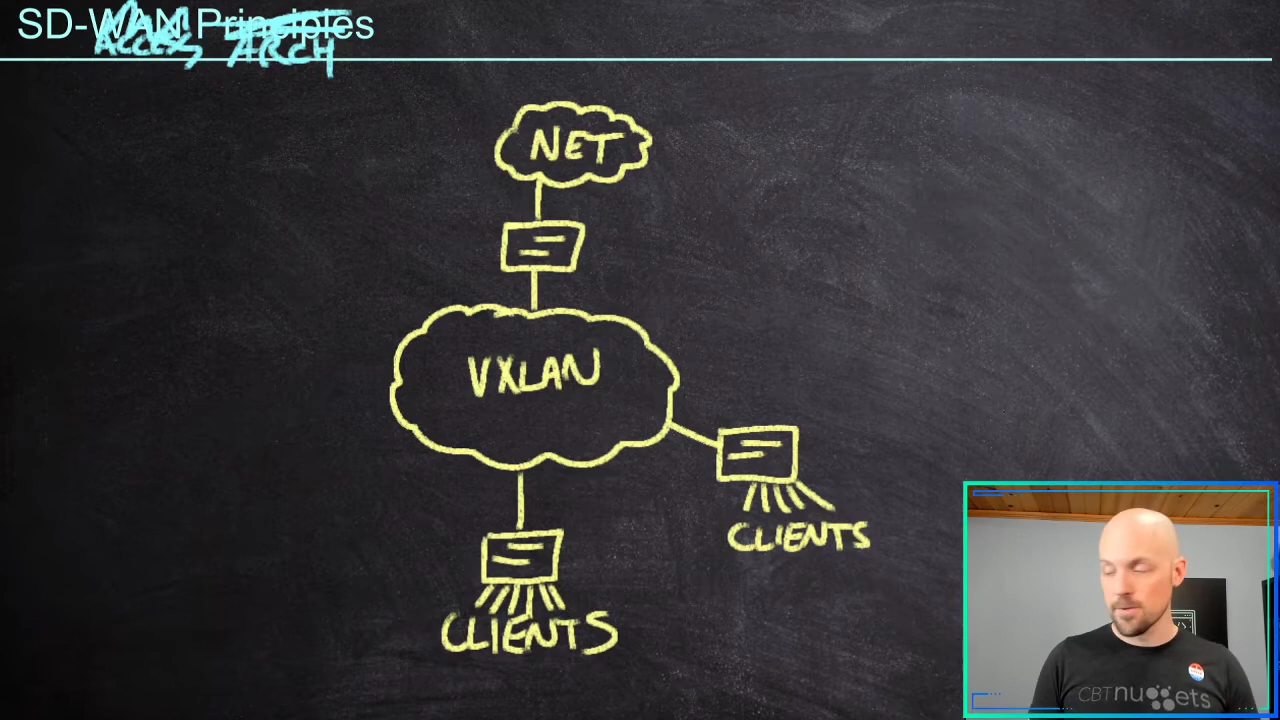 SD-WAN Principles
ACCESS ARCH
NET
VXLAN
CLIENTS
CLIENTS
CBTnuggets